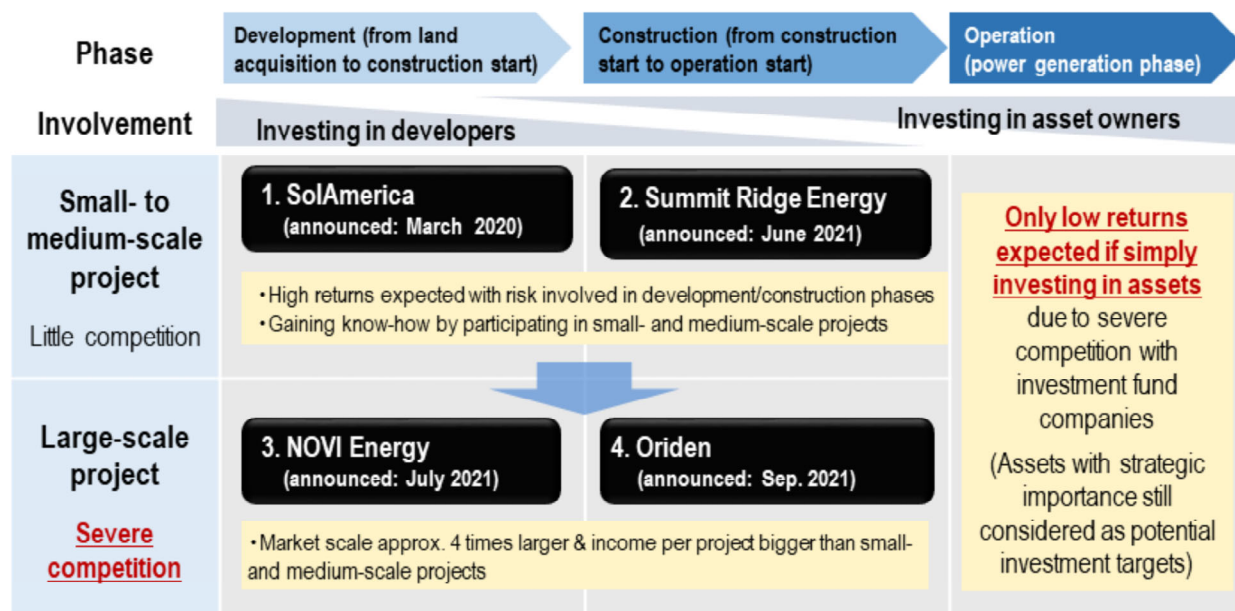 Phase
Development (from land
acquisition to construction start)
Construction (from construction
start to operation start)
Operation
(power generation phase)
Involvement
Investing in developers
Investing in asset owners
Small- to
medium-scale
project
Little competition
1. SolAmerica
(announced: March 2020)
2. Summit Ridge Energy
(announced: June 2021)
・High returns expected with risk involved in development/construction phases
・Gaining know-how by participating in small- and medium-scale projects
Large-scale
project
Severe
competition
3. NOVI Energy
(announced: July 2021)
4. Oriden
(announced: Sep. 2021)
・Market scale approx. 4 times larger & income per project bigger than small-
and medium-scale projects
Only low returns
expected if simply
investing in assets
due to severe
competition with
investment fund
companies
(Assets with strategic
importance still
considered as potential
investment targets)